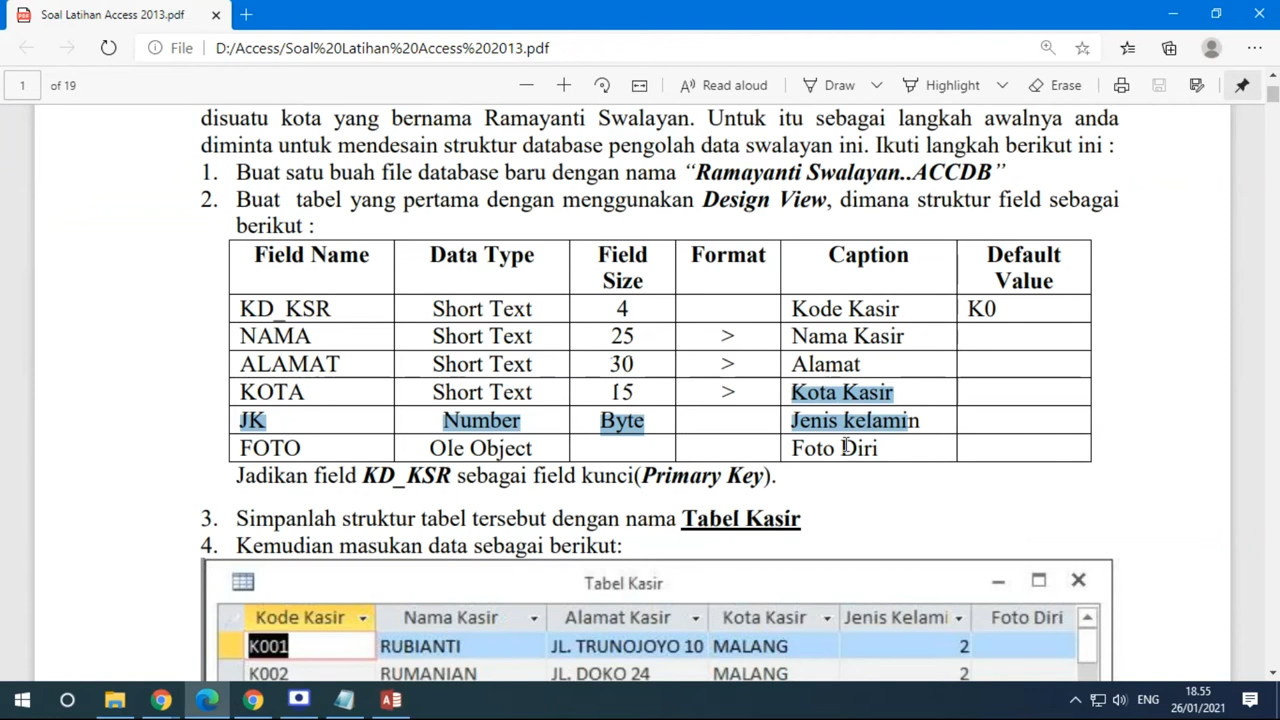 Soal Latihan Access 2013.pdf
File D:/Access/Soal%20Latihan%20Access%202013.pdf
1 of 19 Read aloud Draw Highlight Erase
disuatu kota yang bernama Ramayanti Swalayan. Untuk itu sebagai langkah awalnya anda
diminta untuk mendesain struktur database pengolah data swalayan ini. Ikuti langkah berikut ini :
1. Buat satu buah file database baru dengan nama “Ramayanti Swalayan..ACCDB”
2. Buat tabel yang pertama dengan menggunakan Design View, dimana struktur field sebagai
berikut :
Field Name Data Type Field Size Format Caption Default Value
KD_KSR Short Text 4 Kode Kasir K0
NAMA Short Text 25 > Nama Kasir
ALAMAT Short Text 30 > Alamat
KOTA Short Text 15 > Kota Kasir
JK Number Byte Jenis kelamin
FOTO Ole Object Foto Diri
Jadikan field KD_KSR sebagai field kunci(Primary Key).
3. Simpanlah struktur tabel tersebut dengan nama Tabel Kasir
4. Kemudian masukan data sebagai berikut:
Tabel Kasir
Kode Kasir Nama Kasir Alamat Kasir Kota Kasir Jenis Kelami Foto Diri
K001 RUBIANTI JL. TRUNOJOYO 10 MALANG 2
K002 RUMANIAN JL. DOKO 24 MALANG 2
ENG 18.55
26/01/2021